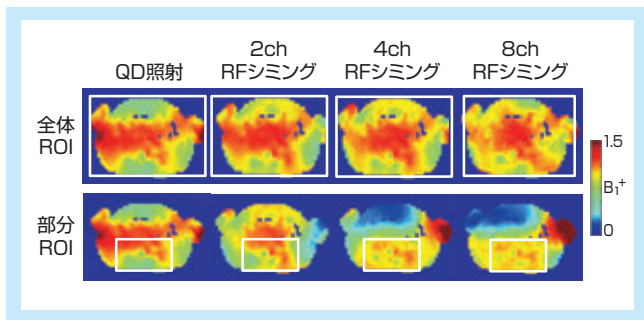 QD照射
2ch
RFシミング
4ch
RFシミング
8ch
RFシミング
全体
ROI
1.5
B₁⁺
0
部分
ROI